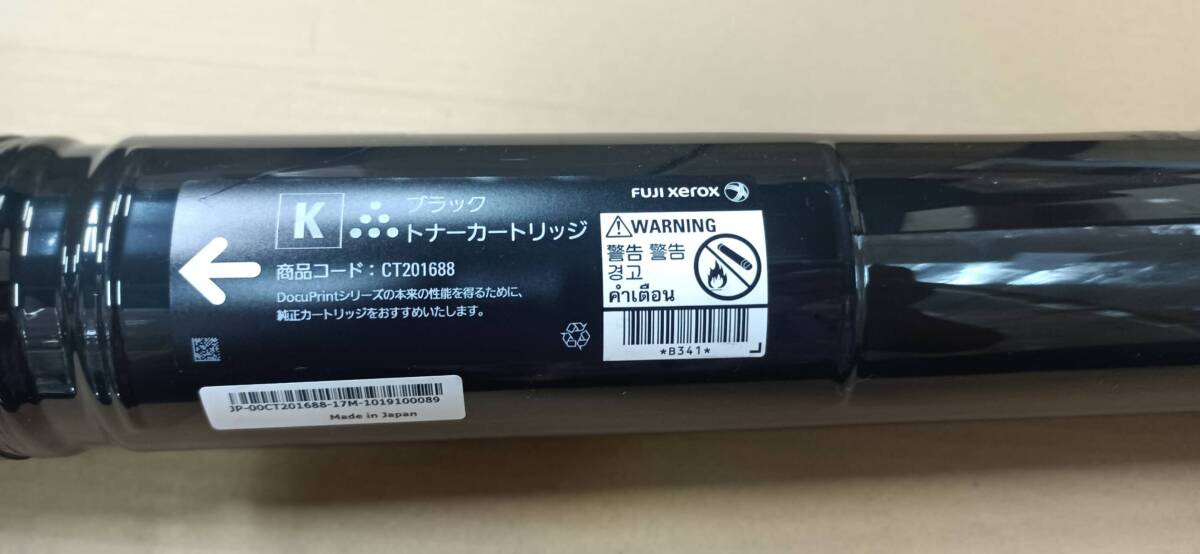 FUJI xerox
K
ブラック
トナーカートリッジ
商品コード：CT201688
DocuPrintシリーズの本来の性能を得るために、
純正カートリッジをおすすめいたします。
WARNING
警告 警告
경고
คำเตือน
*B341*
JP-00CT201688-17M-1019100089
Made in Japan